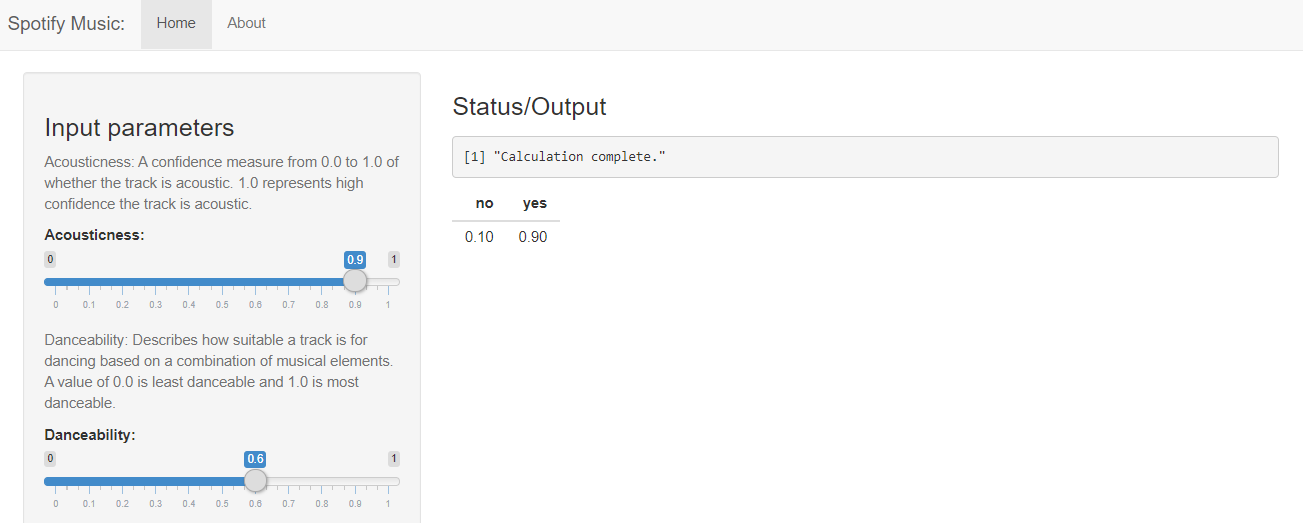 Spotify Music: Home About
Input parameters
Acousticness: A confidence measure from 0.0 to 1.0 of
whether the track is acoustic. 1.0 represents high
confidence the track is acoustic.
Acousticness:
0 0.9 1
0 0.1 0.2 0.3 0.4 0.5 0.6 0.7 0.8 0.9 1
Danceability: Describes how suitable a track is for
dancing based on a combination of musical elements.
A value of 0.0 is least danceable and 1.0 is most
danceable.
Danceability:
0 0.6 1
0 0.1 0.2 0.3 0.4 0.5 0.6 0.7 0.8 0.9 1
Status/Output
[1] "Calculation complete."
no yes
0.10 0.90